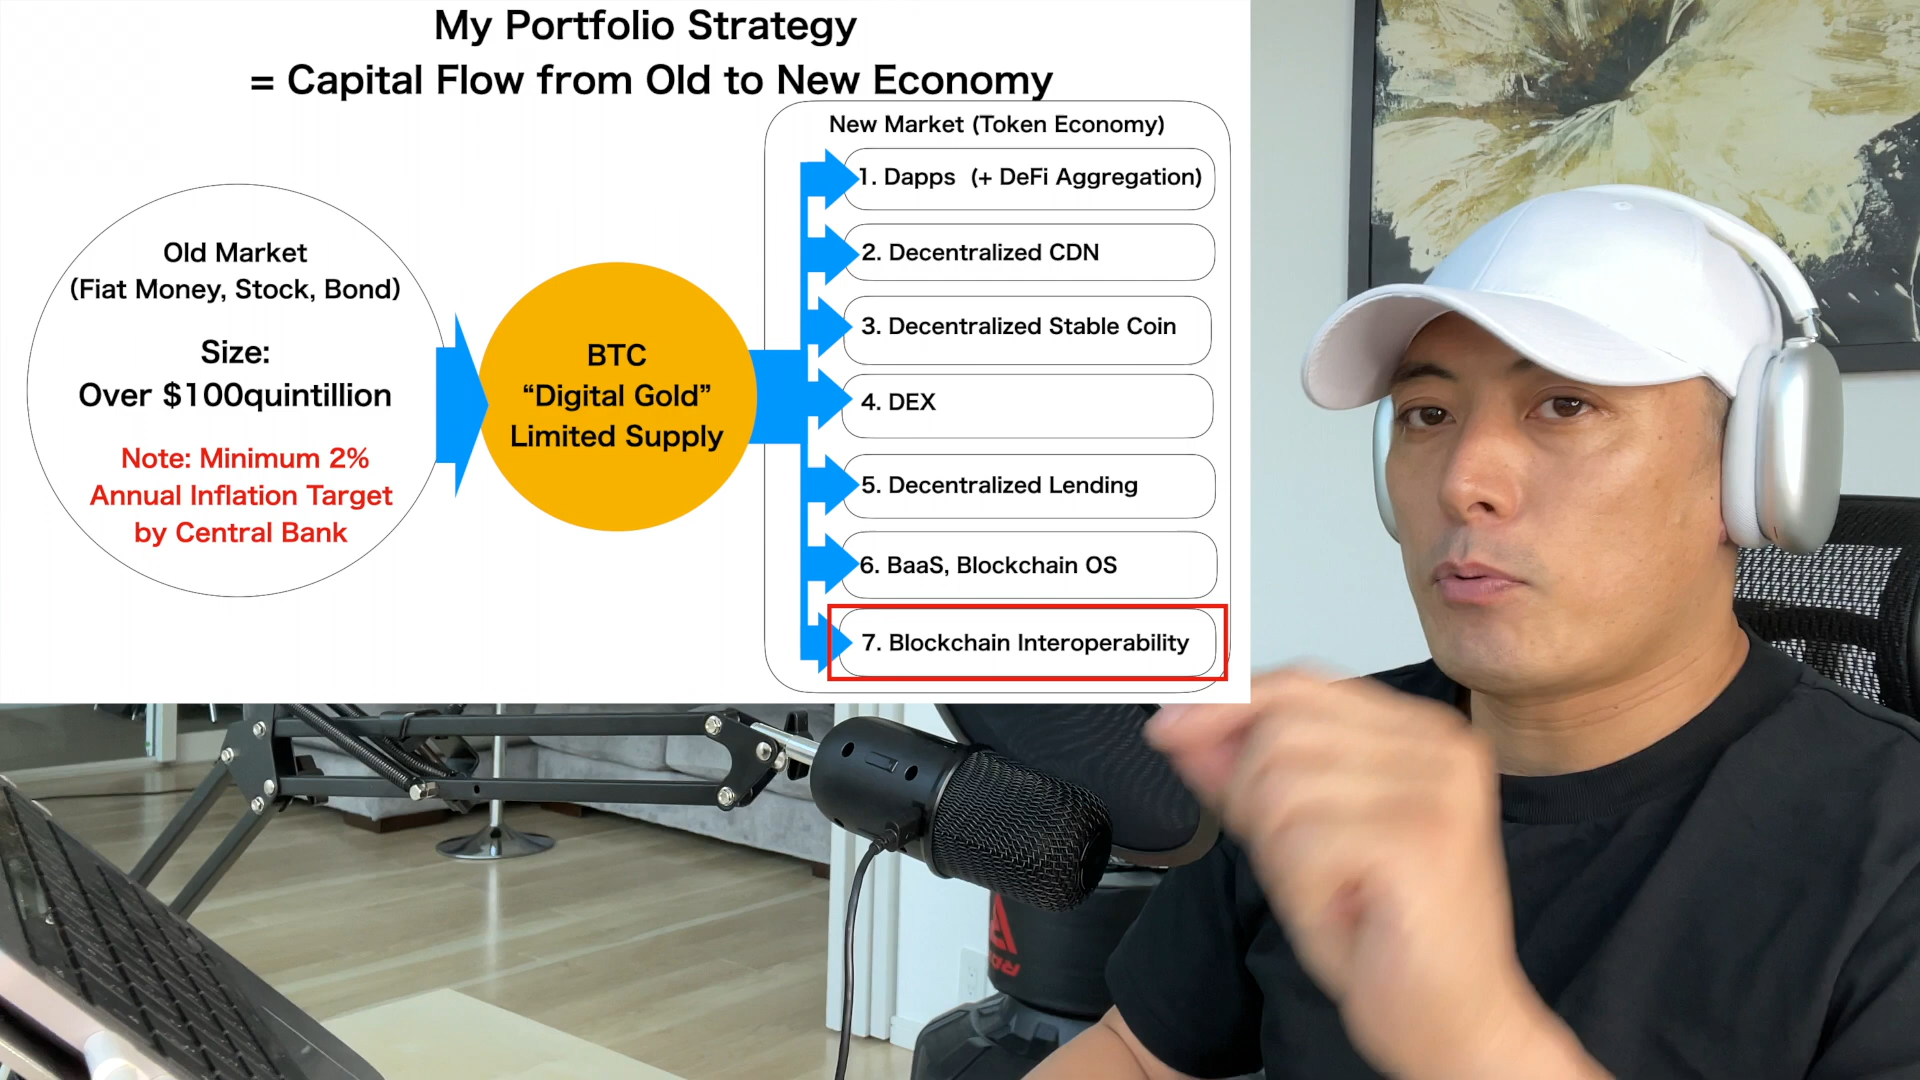 My Portfolio Strategy
= Capital Flow from Old to New Economy
Old Market
(Fiat Money, Stock, Bond)
Size:
Over $100quintillion
Note: Minimum 2%
Annual Inflation Target
by Central Bank
BTC
“Digital Gold”
Limited Supply
New Market (Token Economy)
1. Dapps (+ DeFi Aggregation)
2. Decentralized CDN
3. Decentralized Stable Coin
4. DEX
5. Decentralized Lending
6. BaaS, Blockchain OS
7. Blockchain Interoperability